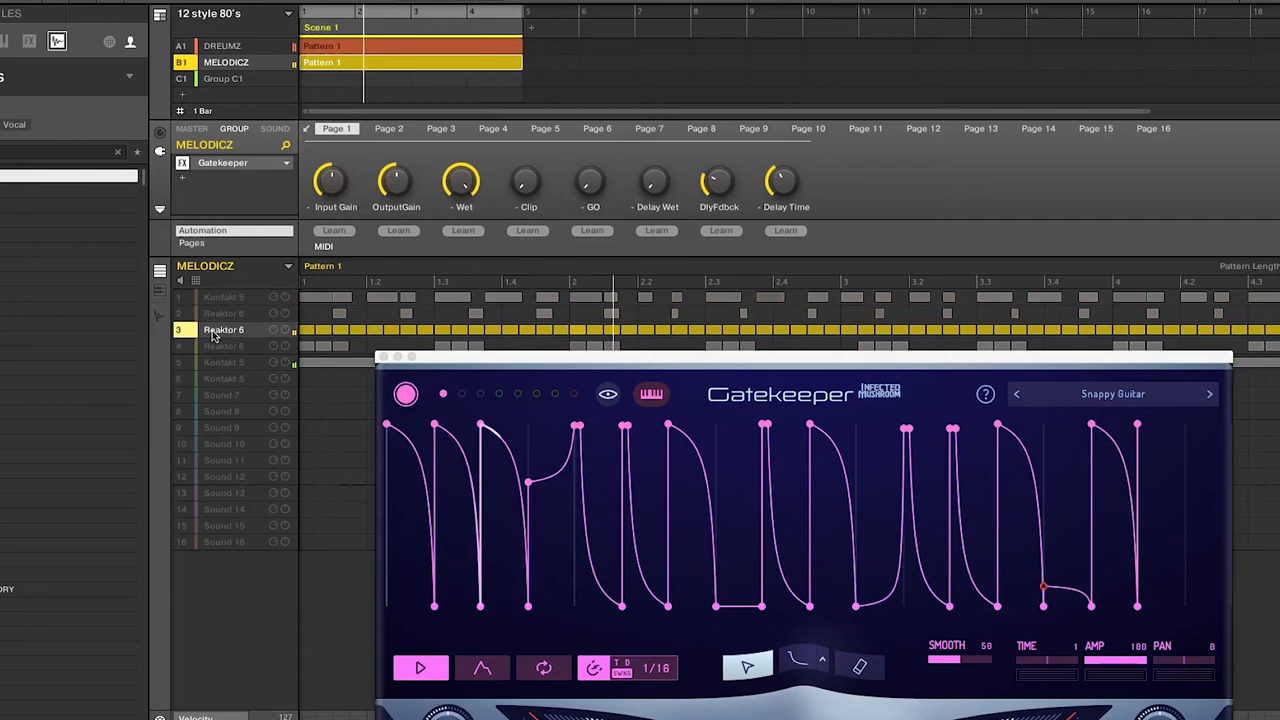 LES
S
Vocal
ORY
12 style 80's
1 2 3 4 5 6 7 8 9 10 11 12 13 14 15 16 17 18
Scene 1
A1 DREUMZ Pattern 1
B1 MELODICZ Pattern 1
C1 Group C1
1 Bar
MASTER GROUP SOUND
Page 1 Page 2 Page 3 Page 4 Page 5 Page 6 Page 7 Page 8 Page 9 Page 10 Page 11 Page 12 Page 13 Page 14 Page 15 Page 16
MELODICZ
FX Gatekeeper
- Input Gain OutputGain - Wet - Clip - GO - Delay Wet DlyFdbck - Delay Time
Automation
Learn Learn Learn Learn Learn Learn Learn Learn
Pages
MIDI
MELODICZ
Pattern 1
Pattern Length
1 1.2 1.3 1.4 2 2.2 2.3 2.4 3 3.2 3.3 3.4 4 4.2 4.3
1 Kontakt 5
2 Reaktor 6
3 Reaktor 6
4 Reaktor 6
5 Kontakt 5
6 Kontakt 5
7 Sound 7
8 Sound 8
9 Sound 9
10 Sound 10
11 Sound 11
12 Sound 12
13 Sound 13
14 Sound 14
15 Sound 15
16 Sound 16
Velocity 127
Gatekeeper INFECTED MUSHROOM
? < Snappy Guitar >
SMOOTH 50
TIME 1 AMP 100 PAN 0
T D
SWNG
1/16